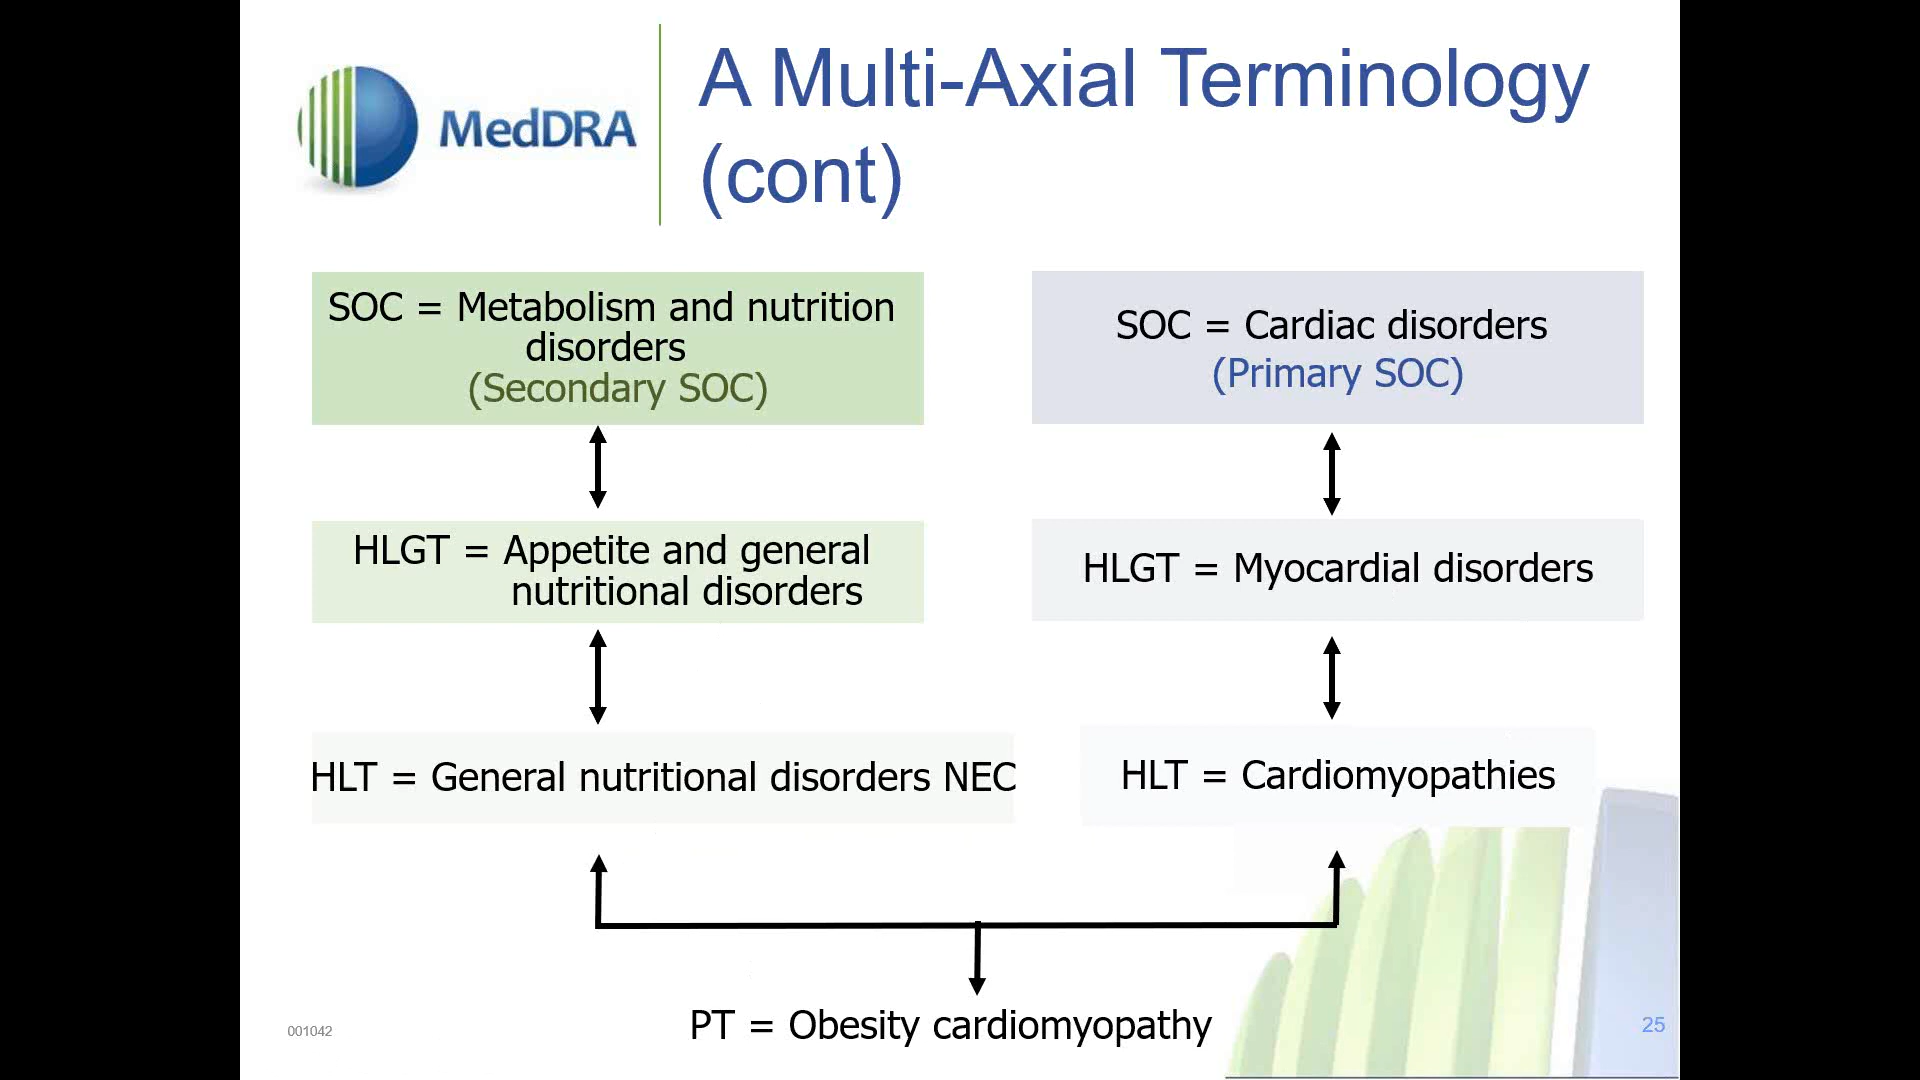 MedDRA
A Multi-Axial Terminology
(cont)
SOC = Metabolism and nutrition
disorders
(Secondary SOC)
SOC = Cardiac disorders
(Primary SOC)
HLGT = Appetite and general
nutritional disorders
HLGT = Myocardial disorders
HLT = General nutritional disorders NEC
HLT = Cardiomyopathies
PT = Obesity cardiomyopathy
001042
25